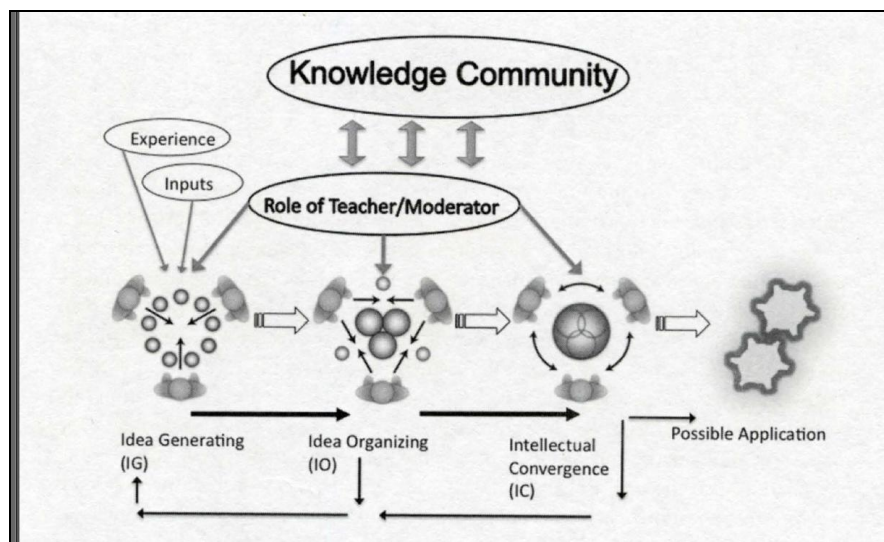 Knowledge Community
Experience
Inputs
Role of Teacher/Moderator
Idea Generating
(IG)
Idea Organizing
(IO)
Intellectual
Convergence
(IC)
Possible Application